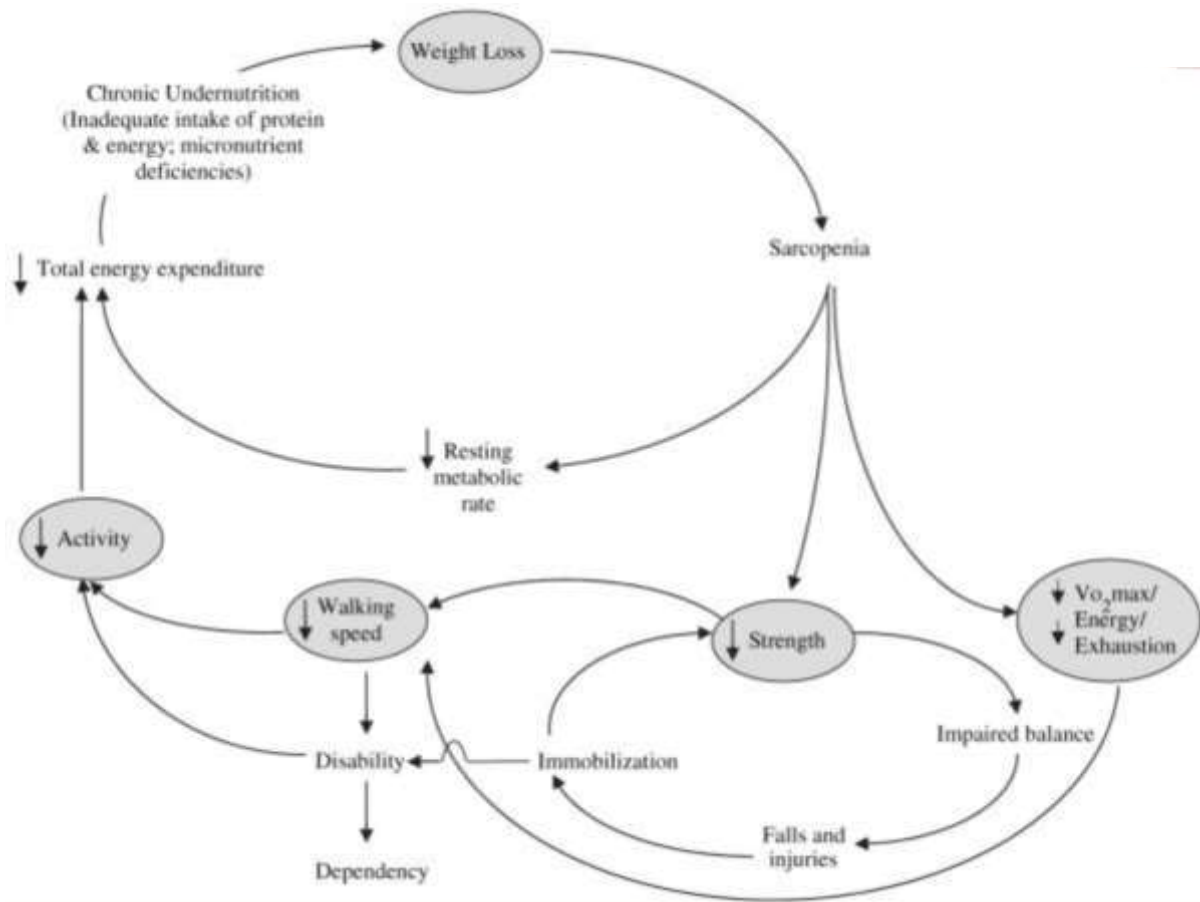 Weight Loss
Chronic Undernutrition
(Inadequate intake of protein
& energy; micronutrient
deficiencies)
Sarcopenia
↓ Total energy expenditure
↓ Resting
metabolic
rate
↓ Activity
↓ Walking
speed
↓ Strength
↓ Vo2max/
↓ Energy/
Exhaustion
Impaired balance
Disability
Immobilization
Falls and
injuries
Dependency